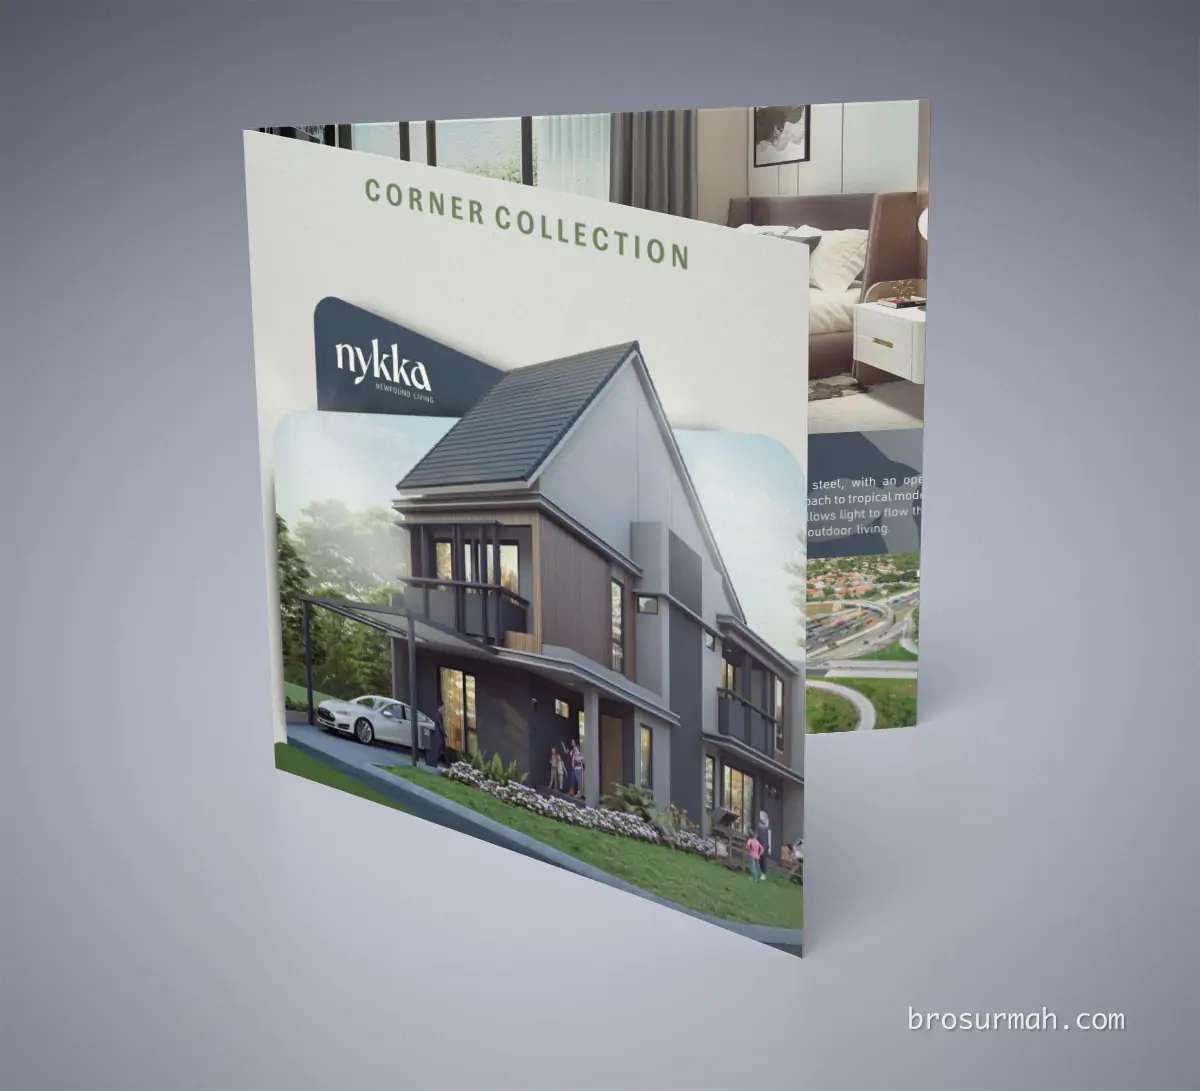 CORNER COLLECTION
nykka
NEWFOUND LIVING
steel, with an ope
oach to tropical mode
llows light to flow th
outdoor living.
brosurmah.com